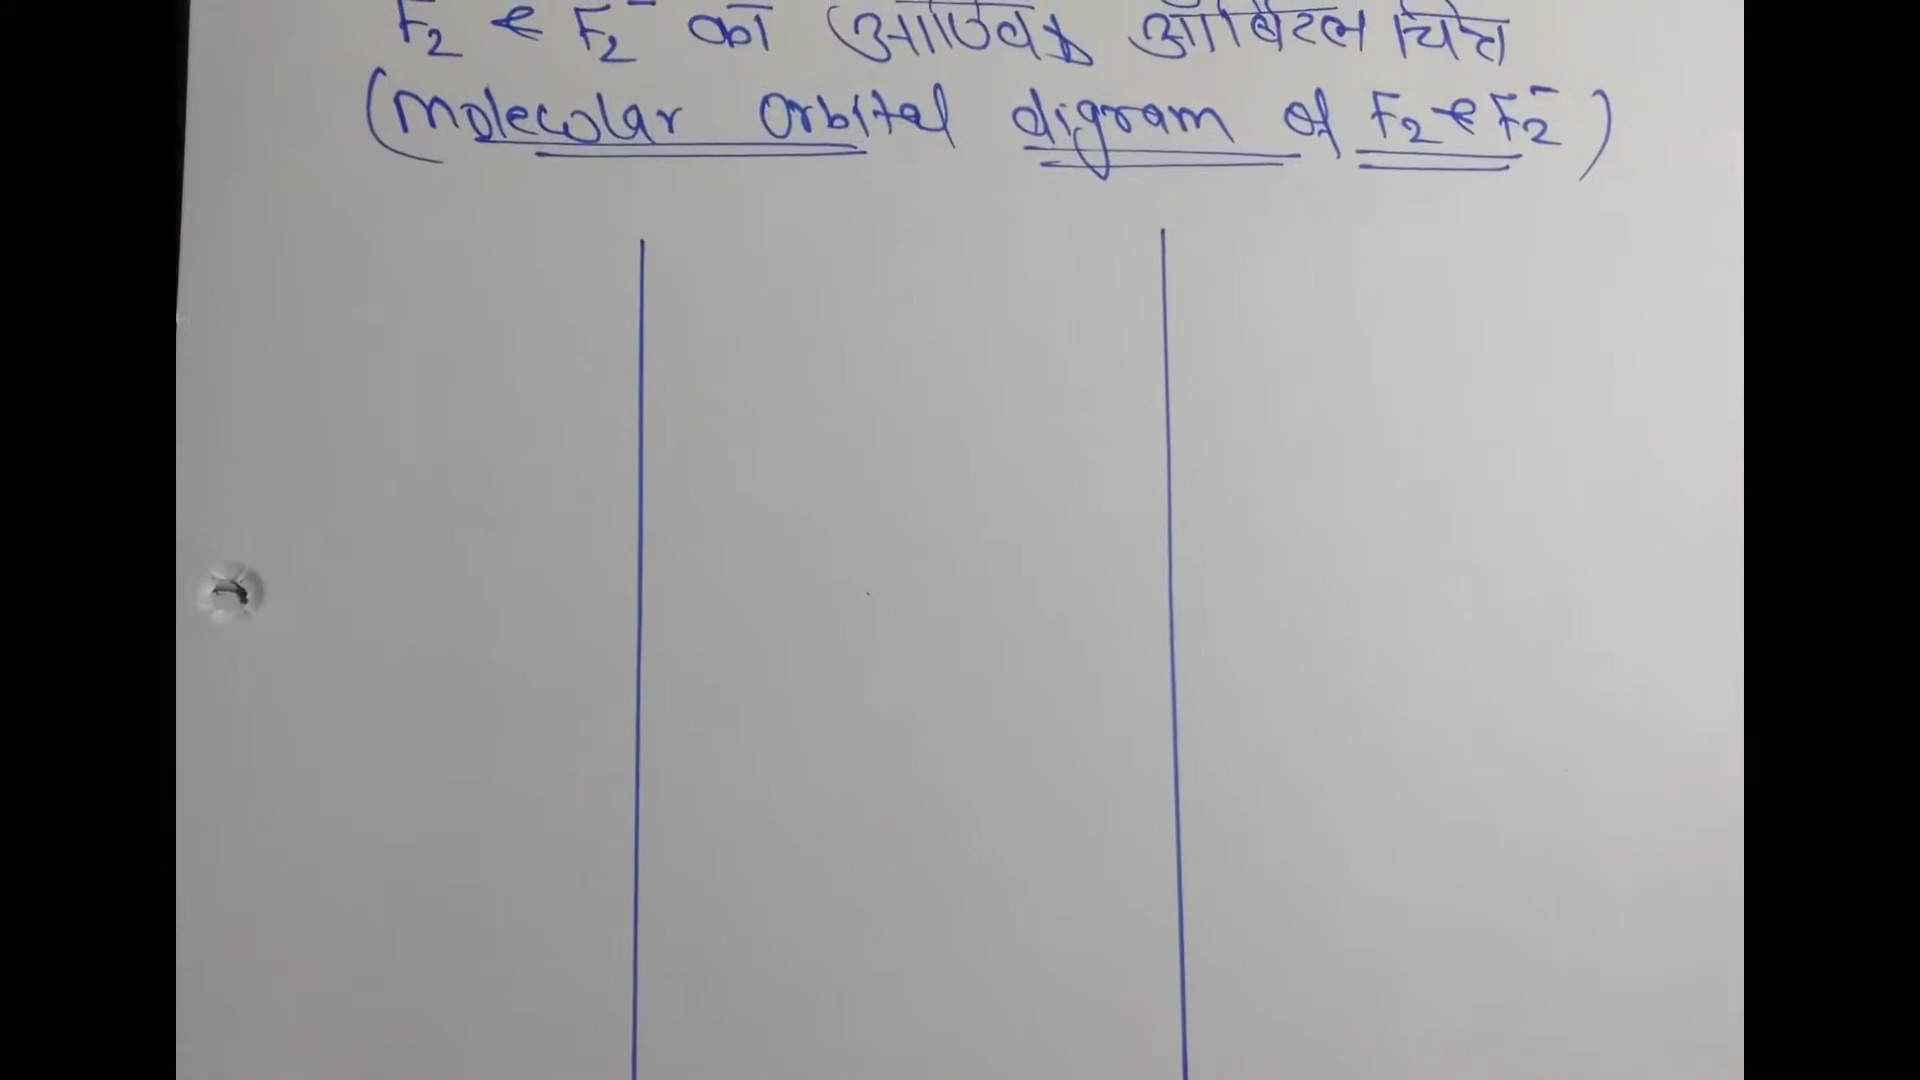 F₂ & F₂⁻ का आण्विक ऑर्बिटल चित्र
(Molecular orbital digram of F₂ & F₂⁻)